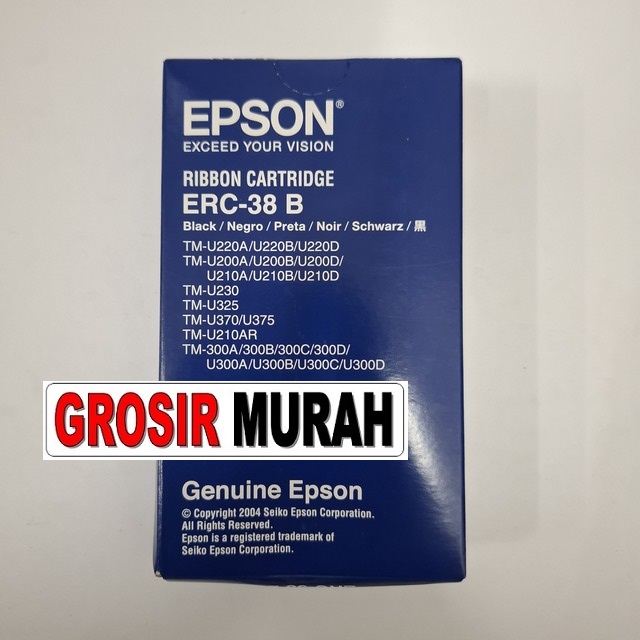 EPSON®
EXCEED YOUR VISION
RIBBON CARTRIDGE
ERC-38 B
Black / Negro / Preta / Noir / Schwarz / 黒
TM-U220A/U220B/U220D
TM-U200A/U200B/U200D/
U210A/U210B/U210D
TM-U230
TM-U325
TM-U370/U375
TM-U210AR
TM-300A/300B/300C/300D/
U300A/U300B/U300C/U300D
GROSIR MURAH
Genuine Epson
© Copyright 2004 Seiko Epson Corporation.
All Rights Reserved.
Epson is a registered trademark of
Seiko Epson Corporation.